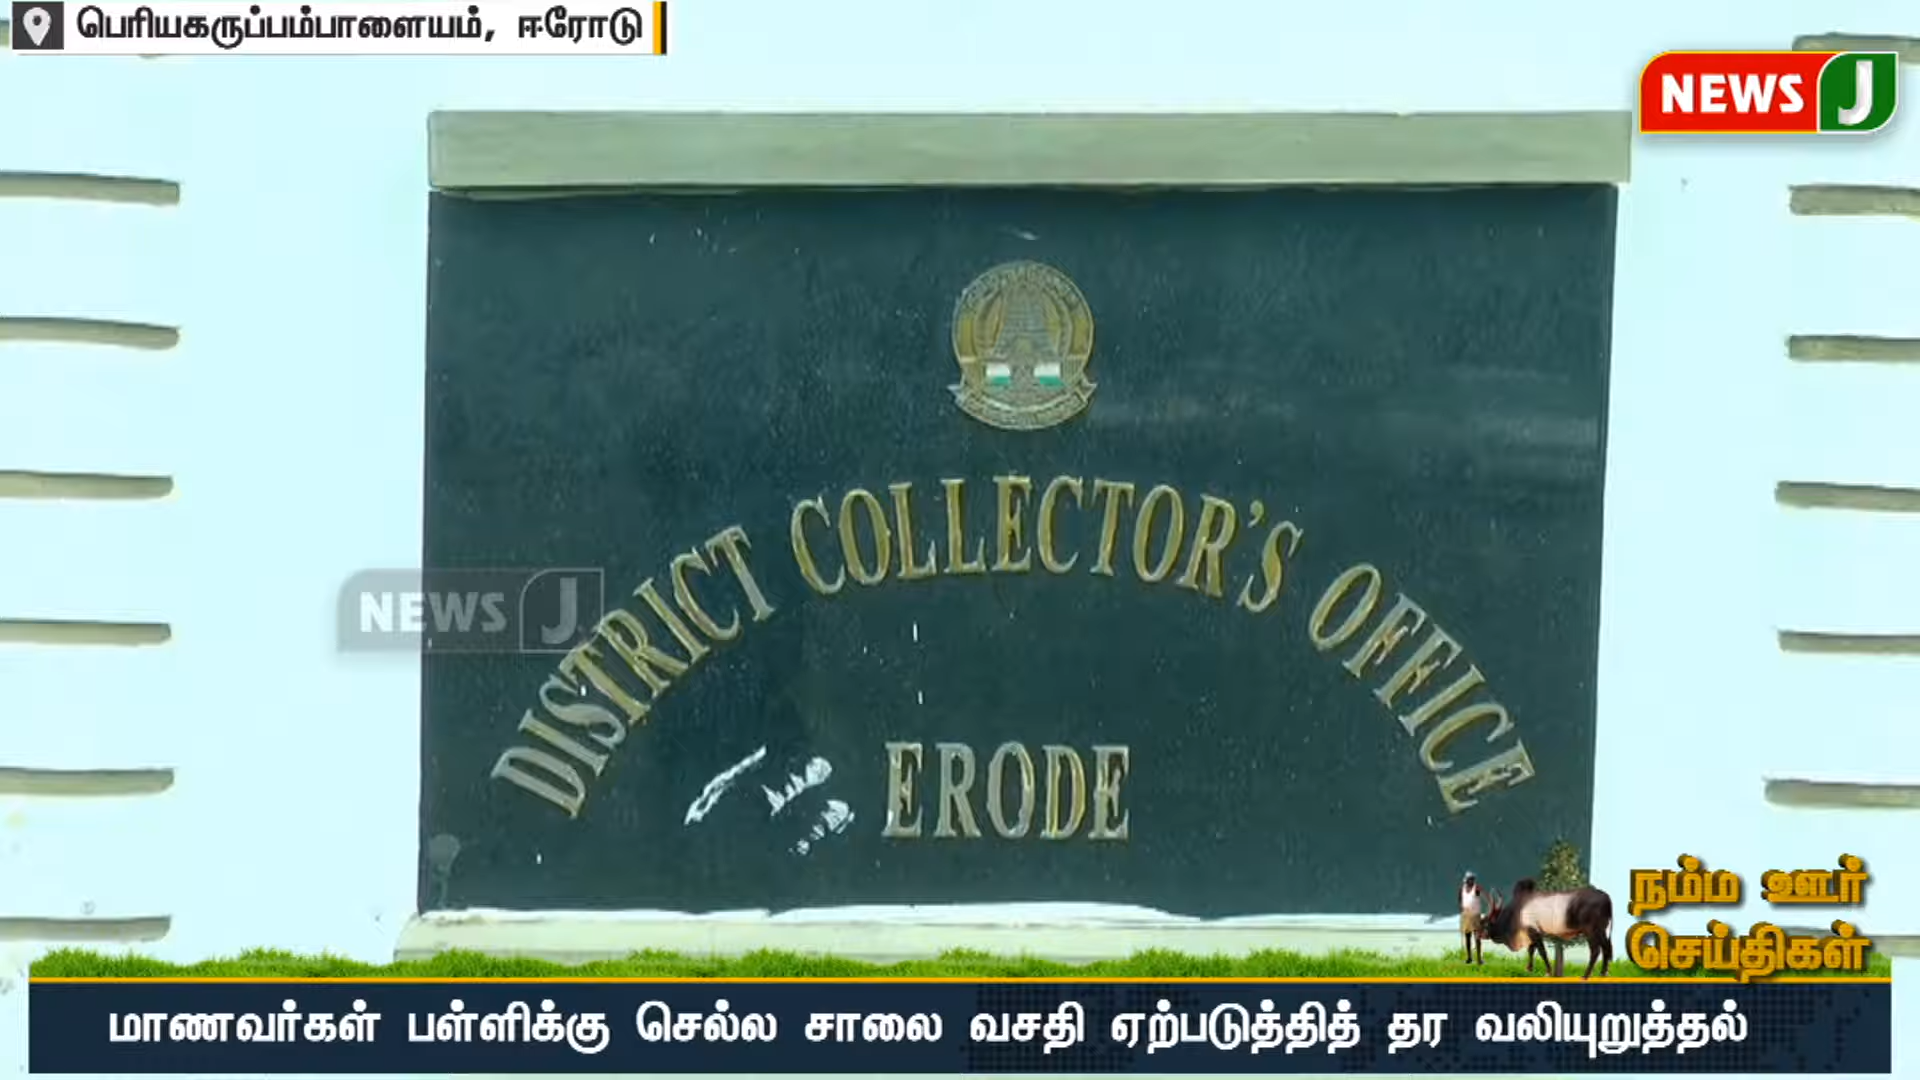 பெரியகருப்பம்பாளையம், ஈரோடு
NEWS J
DISTRICT COLLECTOR'S OFFICE
NEWS J
ERODE
நம்ம ஊர்
செய்திகள்
மாணவர்கள் பள்ளிக்கு செல்ல சாலை வசதி ஏற்படுத்தித் தர வலியுறுத்தல்